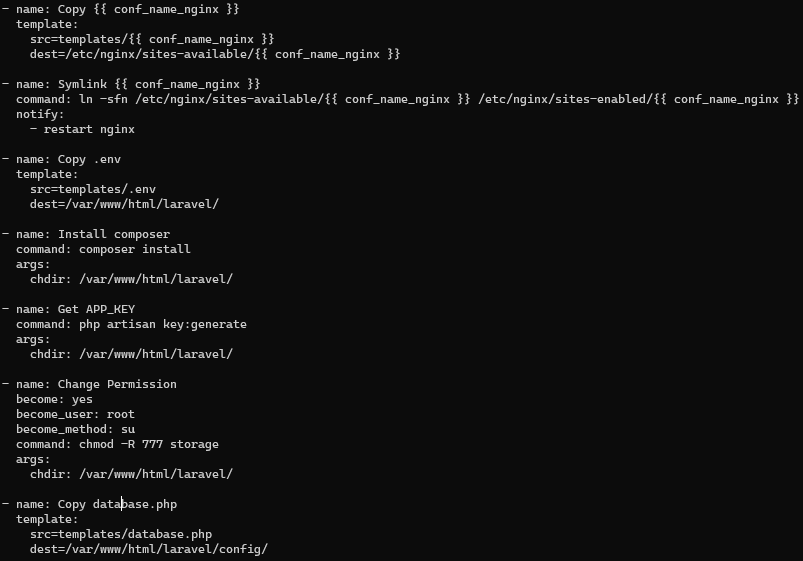 - name: Copy {{ conf_name_nginx }}
  template:
    src=templates/{{ conf_name_nginx }}
    dest=/etc/nginx/sites-available/{{ conf_name_nginx }}

- name: Symlink {{ conf_name_nginx }}
  command: ln -sfn /etc/nginx/sites-available/{{ conf_name_nginx }} /etc/nginx/sites-enabled/{{ conf_name_nginx }}
  notify:
    - restart nginx

- name: Copy .env
  template:
    src=templates/.env
    dest=/var/www/html/laravel/

- name: Install composer
  command: composer install
  args:
    chdir: /var/www/html/laravel/

- name: Get APP_KEY
  command: php artisan key:generate
  args:
    chdir: /var/www/html/laravel/

- name: Change Permission
  become: yes
  become_user: root
  become_method: su
  command: chmod -R 777 storage
  args:
    chdir: /var/www/html/laravel/

- name: Copy database.php
  template:
    src=templates/database.php
    dest=/var/www/html/laravel/config/